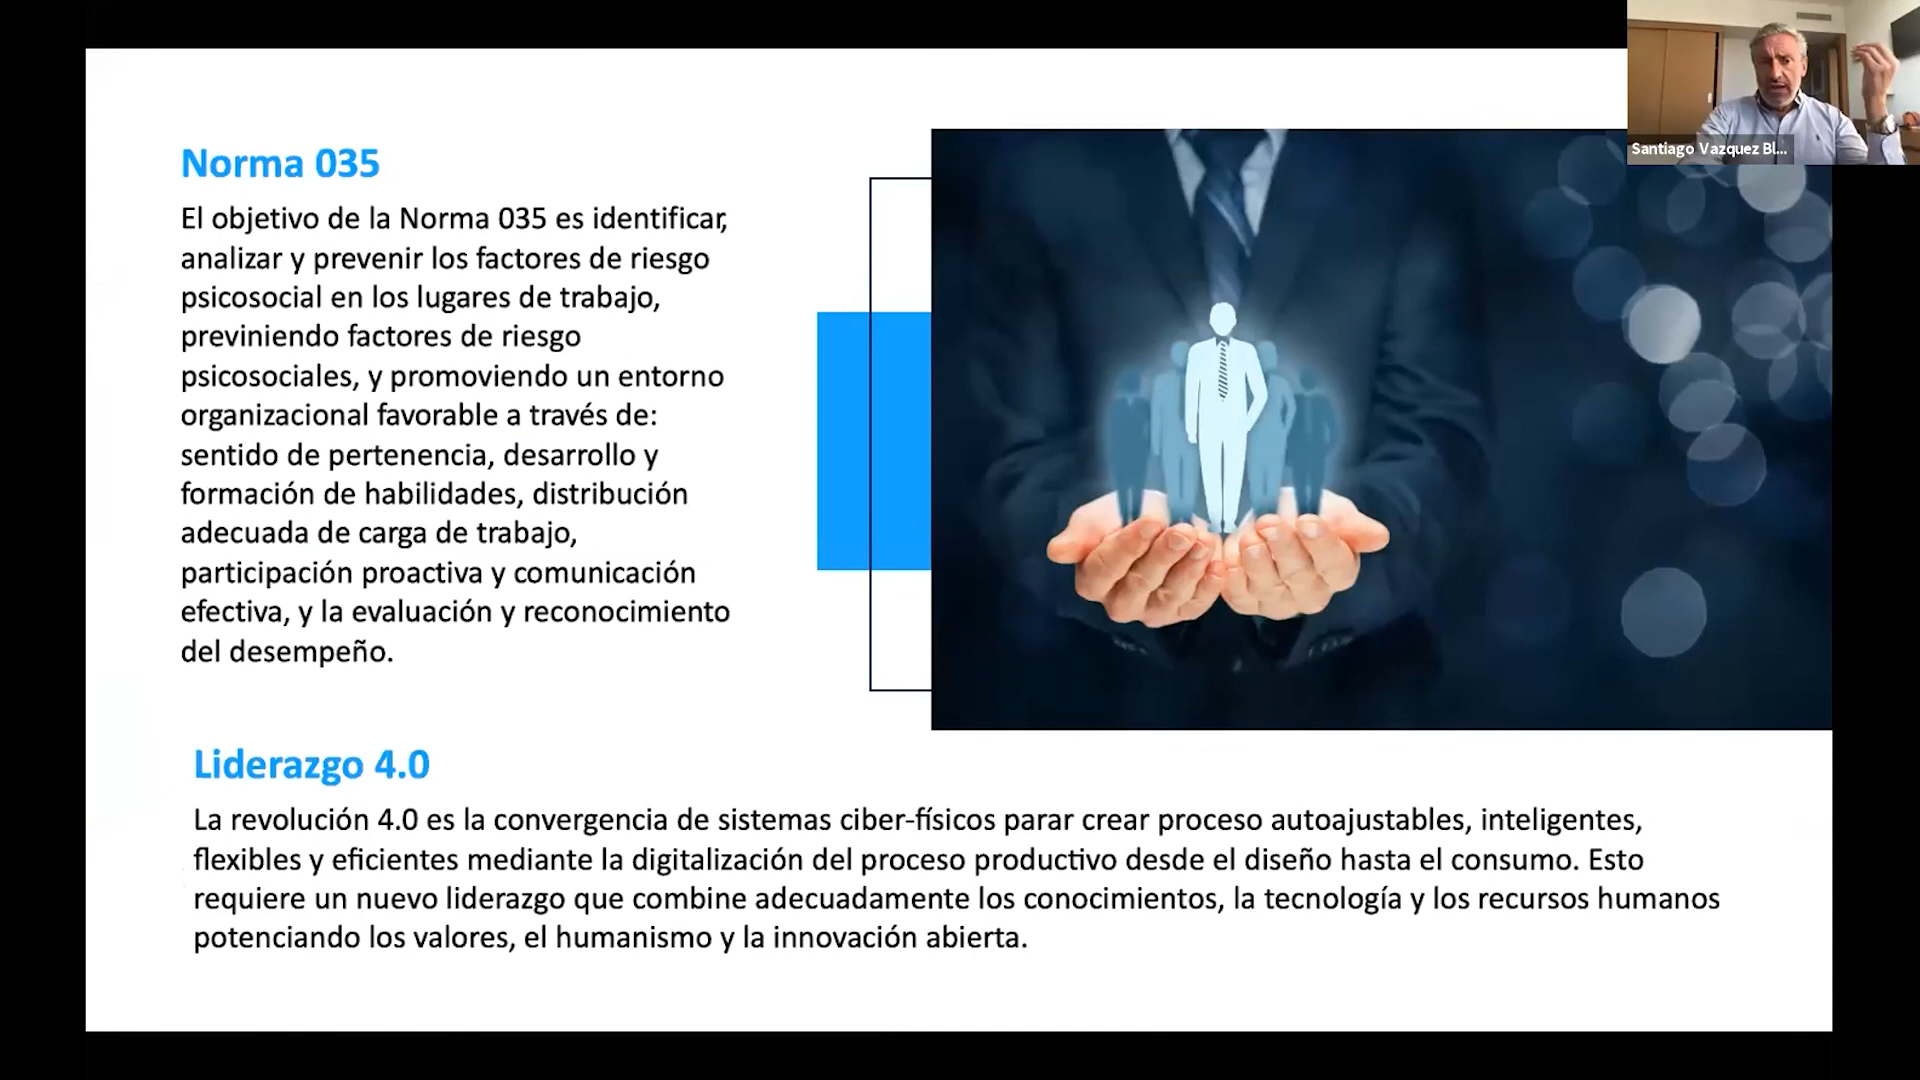 Santiago Vazquez Bl...
Norma 035
El objetivo de la Norma 035 es identificar,
analizar y prevenir los factores de riesgo
psicosocial en los lugares de trabajo,
previniendo factores de riesgo
psicosociales, y promoviendo un entorno
organizacional favorable a través de:
sentido de pertenencia, desarrollo y
formación de habilidades, distribución
adecuada de carga de trabajo,
participación proactiva y comunicación
efectiva, y la evaluación y reconocimiento
del desempeño.
Liderazgo 4.0
La revolución 4.0 es la convergencia de sistemas ciber-físicos parar crear proceso autoajustables, inteligentes,
flexibles y eficientes mediante la digitalización del proceso productivo desde el diseño hasta el consumo. Esto
requiere un nuevo liderazgo que combine adecuadamente los conocimientos, la tecnología y los recursos humanos
potenciando los valores, el humanismo y la innovación abierta.